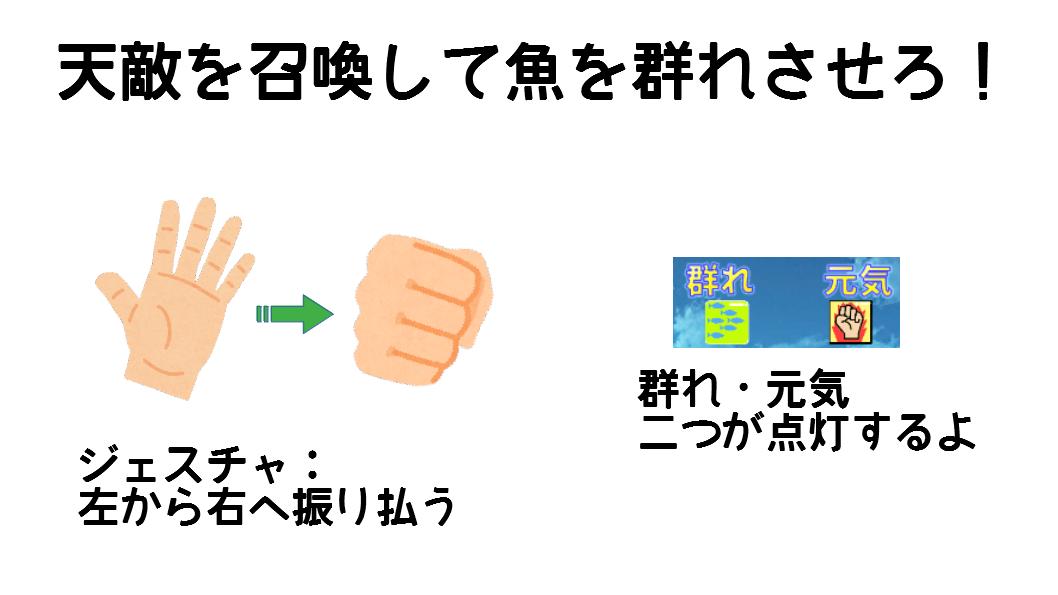 天敵を召喚して魚を群れさせろ！
群れ 元気
群れ・元気
二つが点灯するよ
ジェスチャ：
左から右へ振り払う